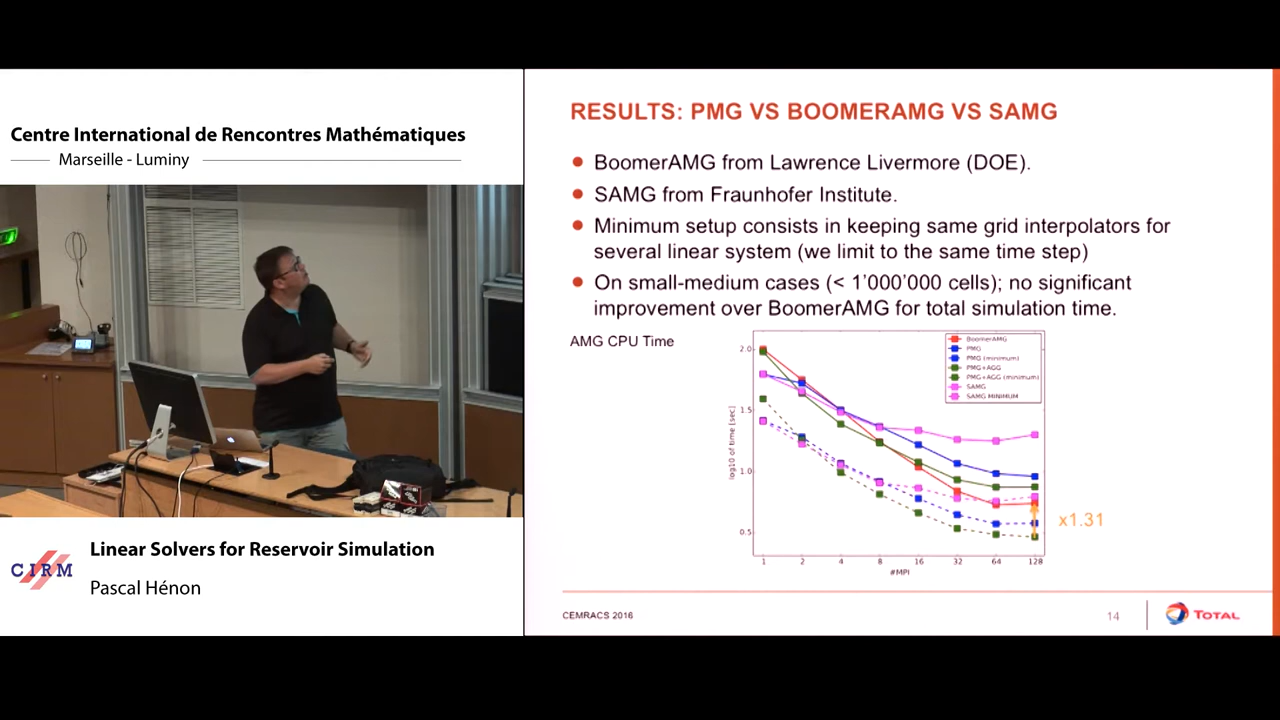 Centre International de Rencontres Mathématiques
Marseille - Luminy
Linear Solvers for Reservoir Simulation
CIRM
Pascal Hénon
RESULTS: PMG VS BOOMERAMG VS SAMG
BoomerAMG from Lawrence Livermore (DOE).
SAMG from Fraunhofer Institute.
Minimum setup consists in keeping same grid interpolators for
several linear system (we limit to the same time step)
On small-medium cases (< 1'000'000 cells); no significant
improvement over BoomerAMG for total simulation time.
AMG CPU Time
BoomerAMG
PMG
PMG (minimum)
PMG+AGG
PMG+AGG (minimum)
SAMG
SAMG MINIMUM
log10 of time (sec)
2.0
1.5
1.0
0.5
1 2 4 8 16 32 64 128
#MPI
x1.31
CEMRACS 2016
14
TOTAL